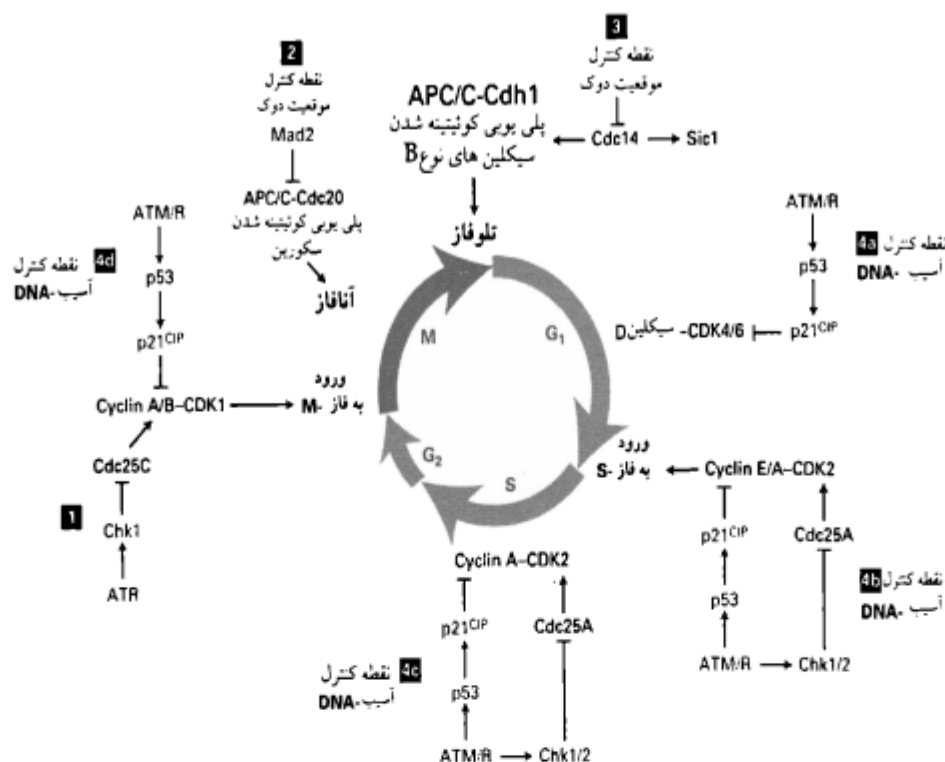 2
نقطه کنترل
موقعیت دوک
Mad2
APC/C-Cdc20
پلی یوبی کوئیتینه شدن
سکورین
آنافاز
3
نقطه کنترل
موقعیت دوک
Cdc14
Sic1
APC/C-Cdh1
پلی یوبی کوئیتینه شدن
سیکلین های نوع B
تلوفاز
ATM/R
p53
p21CIP
4a نقطه کنترل
آسیب-DNA
سیکلین D-CDK4/6
ATM/R
p53
p21CIP
4d نقطه کنترل
آسیب-DNA
Cyclin A/B–CDK1
ورود
به فاز -M
Cdc25C
1
Chk1
ATR
M
G1
S
G2
ورود
به فاز -S
Cyclin E/A–CDK2
p21CIP
Cdc25A
p53
4b نقطه کنترل
آسیب-DNA
ATM/R
Chk1/2
Cyclin A–CDK2
p21CIP
Cdc25A
4c نقطه کنترل
آسیب-DNA
p53
ATM/R
Chk1/2